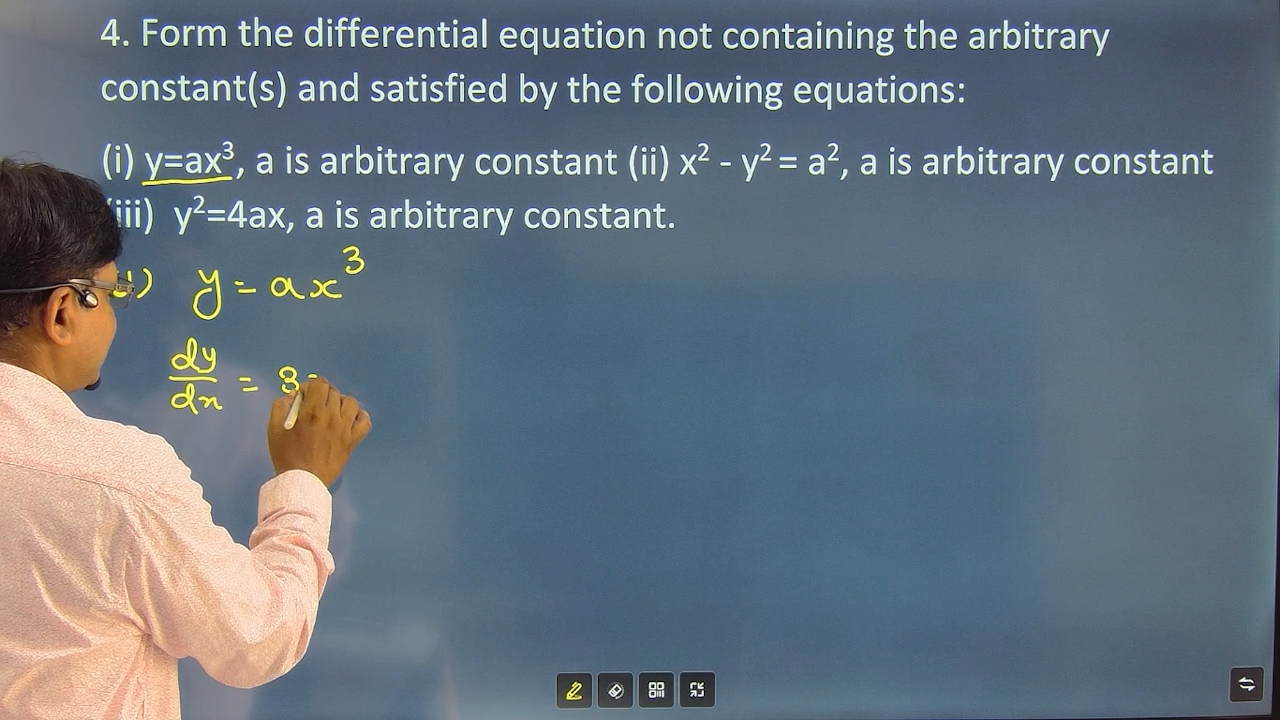 4. Form the differential equation not containing the arbitrary
constant(s) and satisfied by the following equations:
(i) y=ax³, a is arbitrary constant (ii) x² - y² = a², a is arbitrary constant
iii) y²=4ax, a is arbitrary constant.
y = ax³
dy/dx = 3